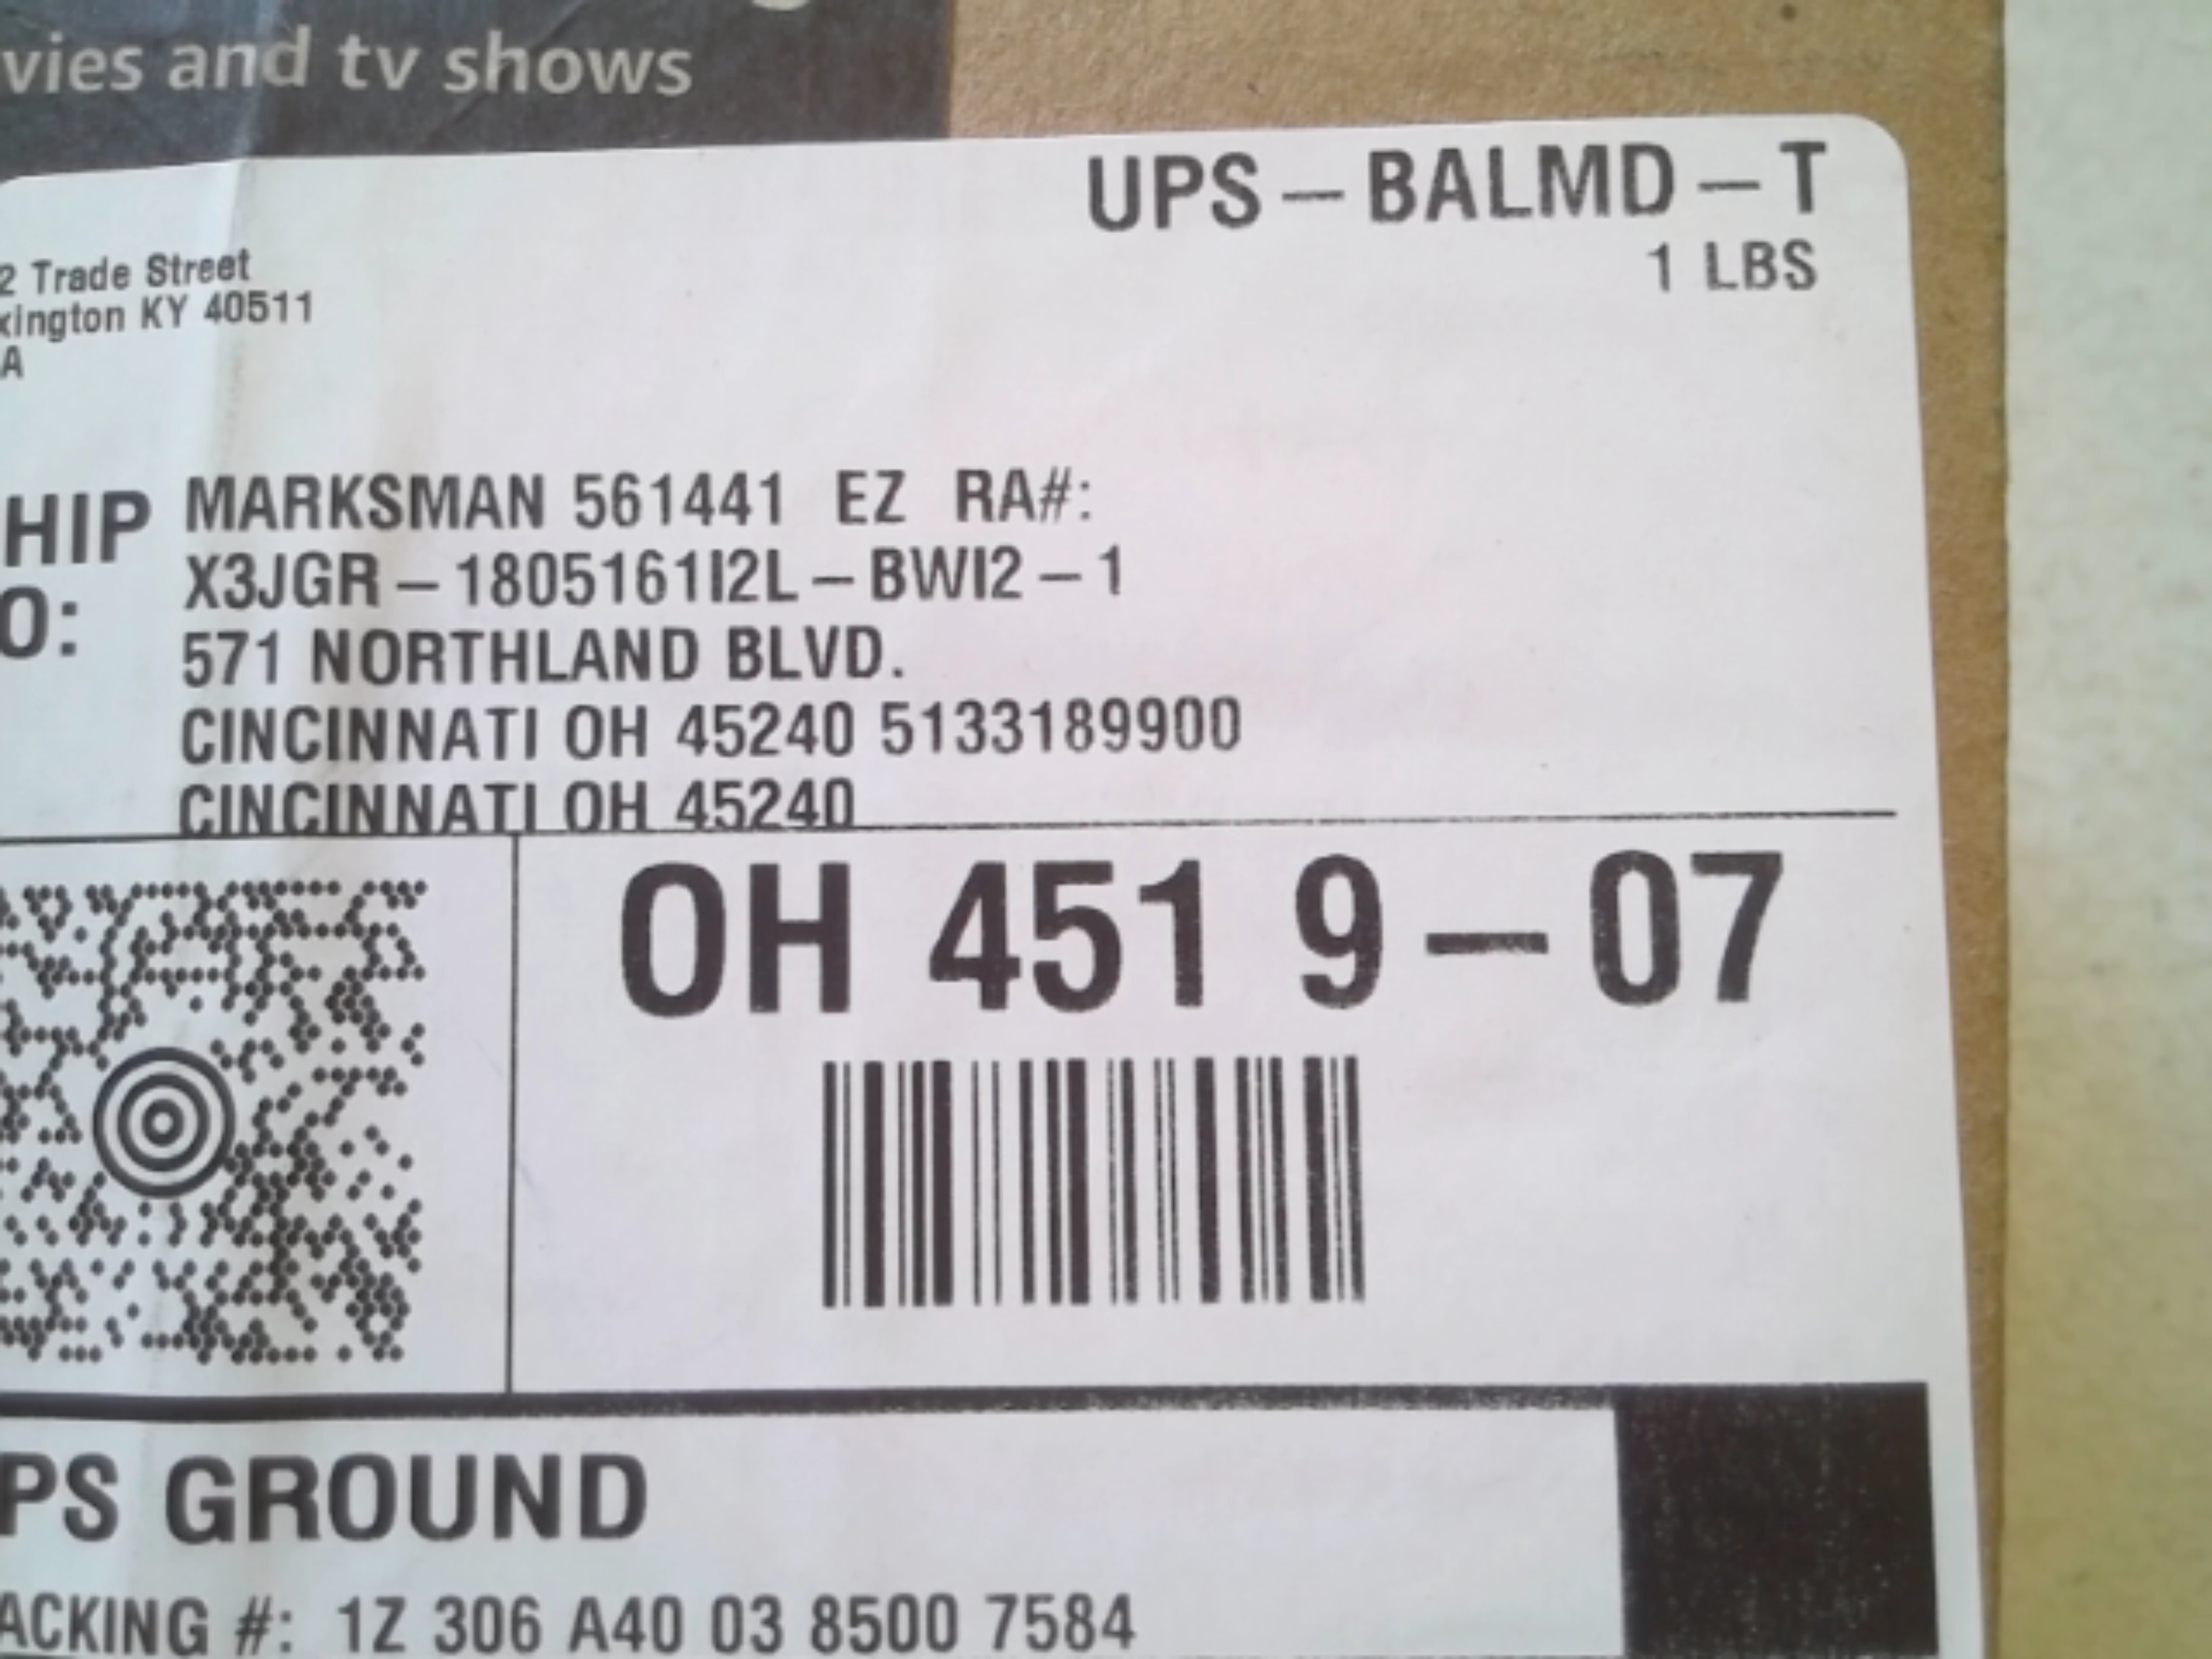 vies and tv shows
UPS – BALMD – T
1 LBS
2 Trade Street
xington KY 40511
A
HIP
O:
MARKSMAN 561441 EZ RA#:
X3JGR – 1805161I2L – BWI2 – 1
571 NORTHLAND BLVD.
CINCINNATI OH 45240 5133189900
CINCINNATI OH 45240
OH 451 9 – 07
PS GROUND
ACKING #: 1Z 306 A40 03 8500 7584